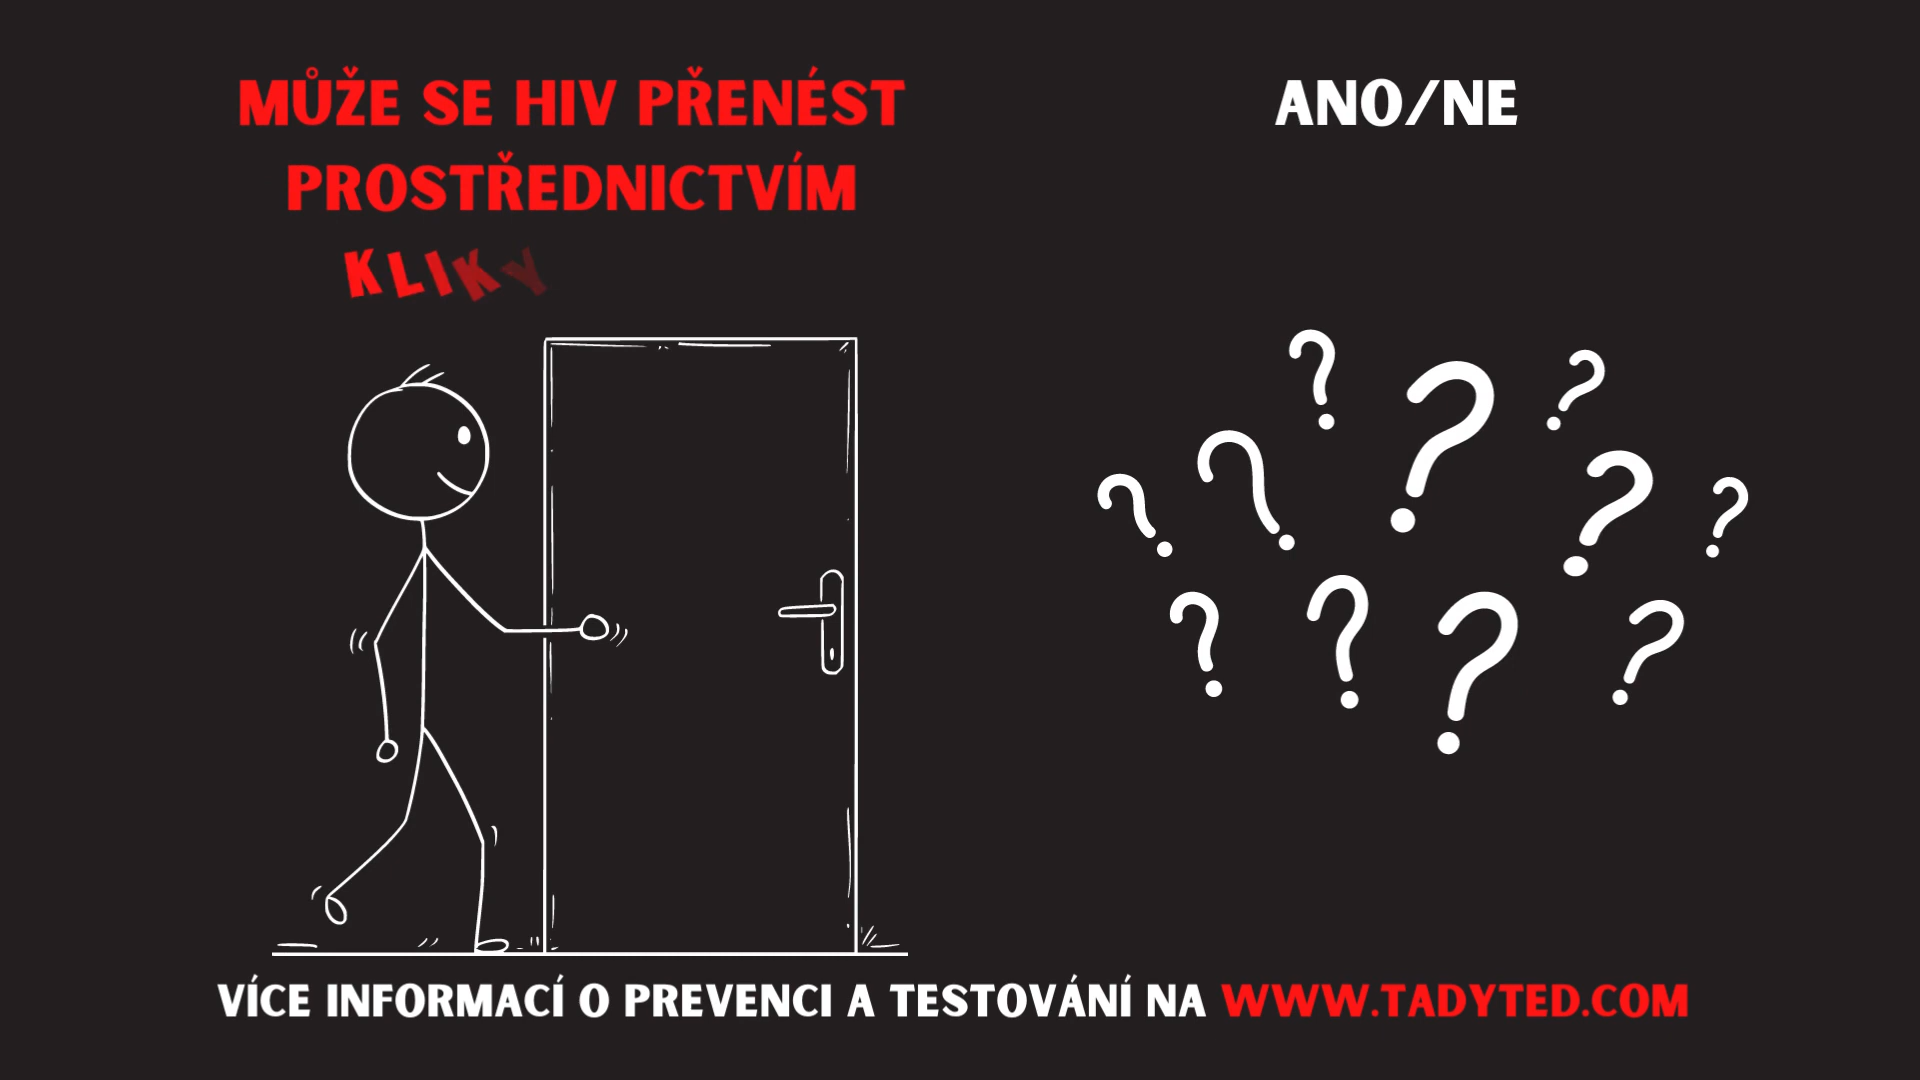 MŮŽE SE HIV PŘENÉST
PROSTŘEDNICTVÍM
KLIKY
ANO/NE
? ? ? ? ? ? ? ? ? ? ?
VÍCE INFORMACÍ O PREVENCI A TESTOVÁNÍ NA WWW.TADYTED.COM